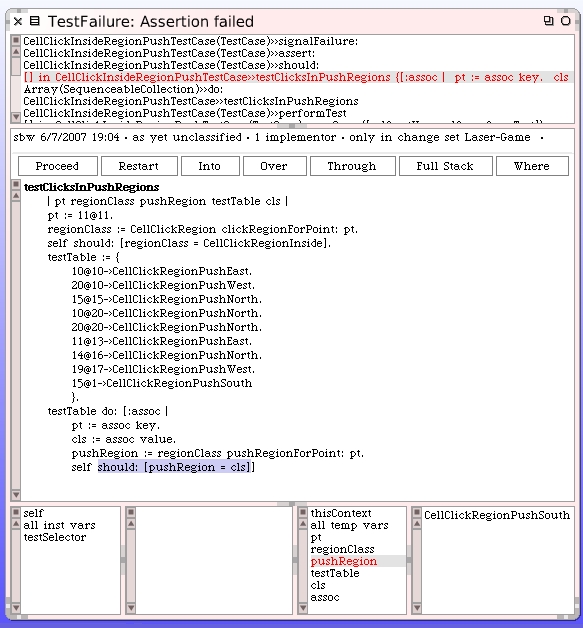 TestFailure: Assertion failed
CellClickInsideRegionPushTestCase(TestCase)>>signalFailure:
CellClickInsideRegionPushTestCase(TestCase)>>assert:
CellClickInsideRegionPushTestCase(TestCase)>>should:
[] in CellClickInsideRegionPushTestCase>>testClicksInPushRegions {[:assoc | pt := assoc key. cls
Array(SequenceableCollection)>>do:
CellClickInsideRegionPushTestCase>>testClicksInPushRegions
CellClickInsideRegionPushTestCase(TestCase)>>performTest
sbw 6/7/2007 19:04 · as yet unclassified · 1 implementor · only in change set Laser-Game ·
Proceed Restart Into Over Through Full Stack Where
testClicksInPushRegions
| pt regionClass pushRegion testTable cls |
pt := 11@11.
regionClass := CellClickRegion clickRegionForPoint: pt.
self should: [regionClass = CellClickRegionInside].
testTable := {
10@10->CellClickRegionPushEast.
20@10->CellClickRegionPushWest.
15@15->CellClickRegionPushNorth.
10@20->CellClickRegionPushNorth.
20@20->CellClickRegionPushNorth.
11@13->CellClickRegionPushEast.
14@16->CellClickRegionPushNorth.
19@17->CellClickRegionPushWest.
15@1->CellClickRegionPushSouth
}.
testTable do: [:assoc |
pt := assoc key.
cls := assoc value.
pushRegion := regionClass pushRegionForPoint: pt.
self should: [pushRegion = cls]]
self
all inst vars
testSelector
thisContext
all temp vars
pt
regionClass
pushRegion
testTable
cls
assoc
CellClickRegionPushSouth